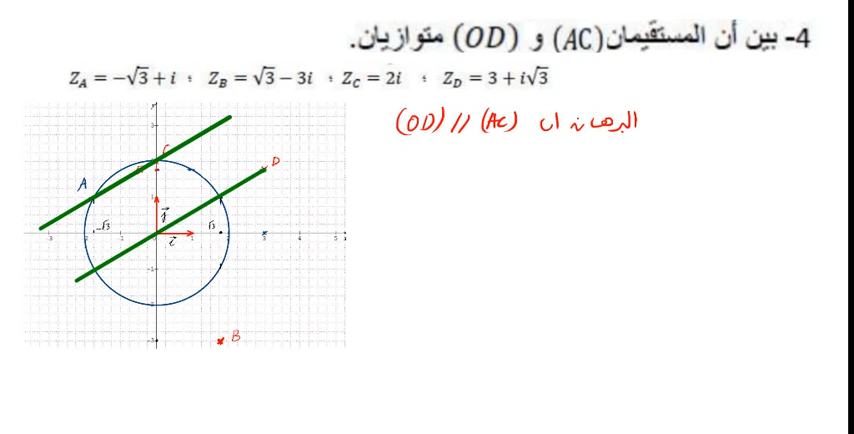 4- بين أن المستقيمان (AC) و (OD) متوازيان.
Z_A = −√3 + i ؛ Z_B = √3 − 3i ؛ Z_C = 2i ؛ Z_D = 3 + i√3
البرهان ان (AC) // (OD)
C
D
A
j
-√3
√3
i
B